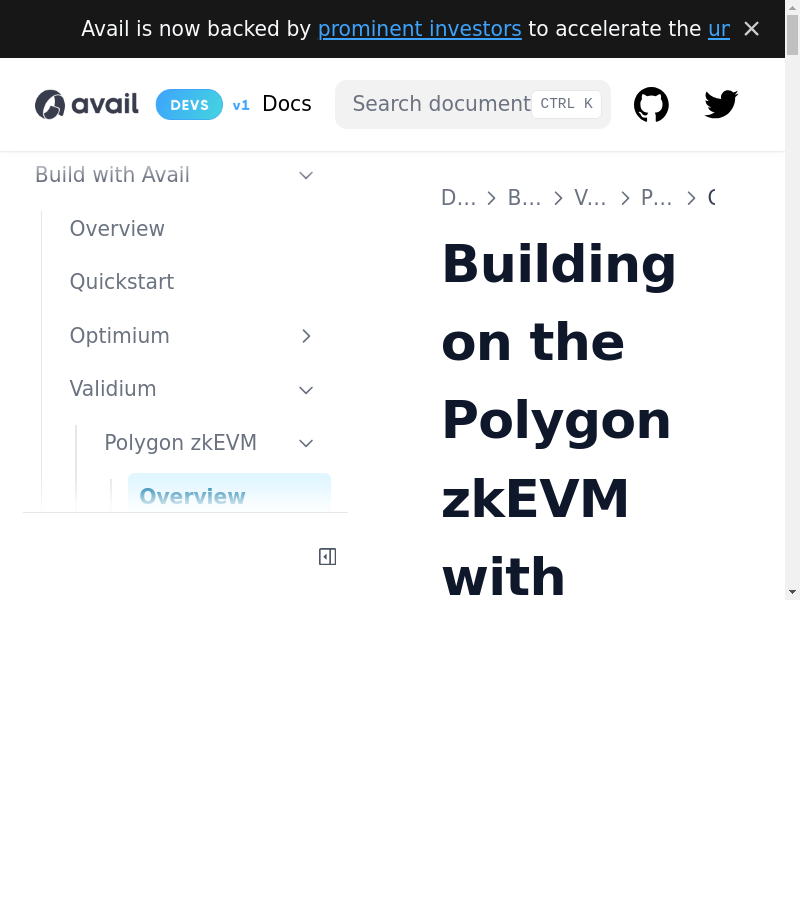 Avail is now backed by prominent investors to accelerate the ur
avail DEVS v1 Docs
Search document CTRL K
Build with Avail
Overview
Quickstart
Optimium
Validium
Polygon zkEVM
Overview
D… > B… > V… > P… >
Building
on the
Polygon
zkEVM
with